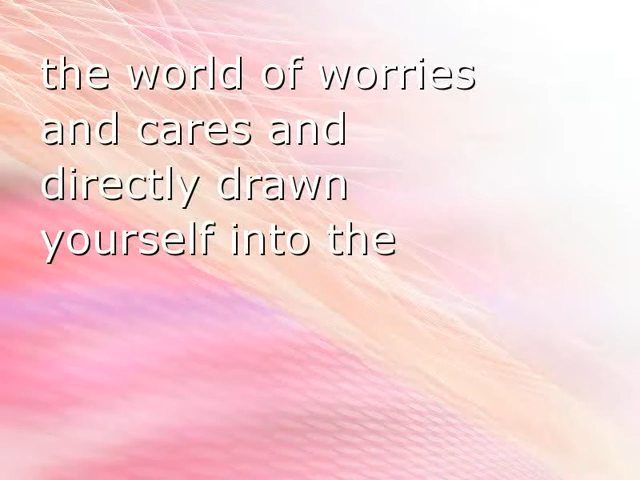 the world of worries
and cares and
directly drawn
yourself into the